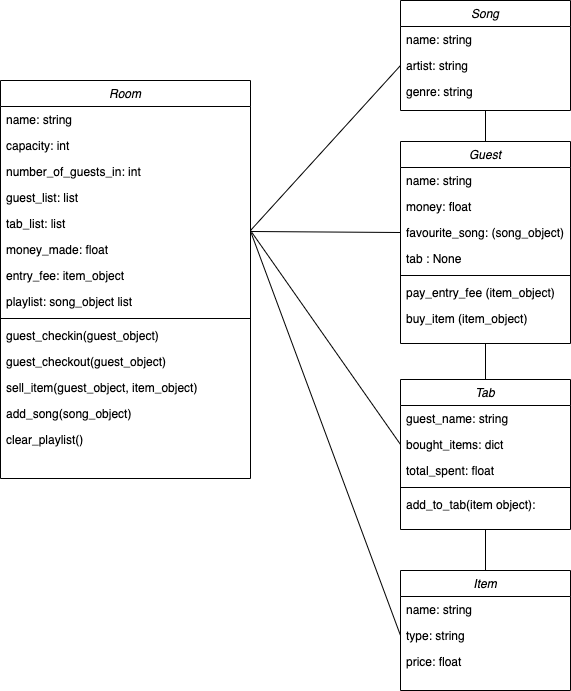 Room
name: string
capacity: int
number_of_guests_in: int
guest_list: list
tab_list: list
money_made: float
entry_fee: item_object
playlist: song_object list
guest_checkin(guest_object)
guest_checkout(guest_object)
sell_item(guest_object, item_object)
add_song(song_object)
clear_playlist()
Song
name: string
artist: string
genre: string
Guest
name: string
money: float
favourite_song: (song_object)
tab : None
pay_entry_fee (item_object)
buy_item (item_object)
Tab
guest_name: string
bought_items: dict
total_spent: float
add_to_tab(item object):
Item
name: string
type: string
price: float